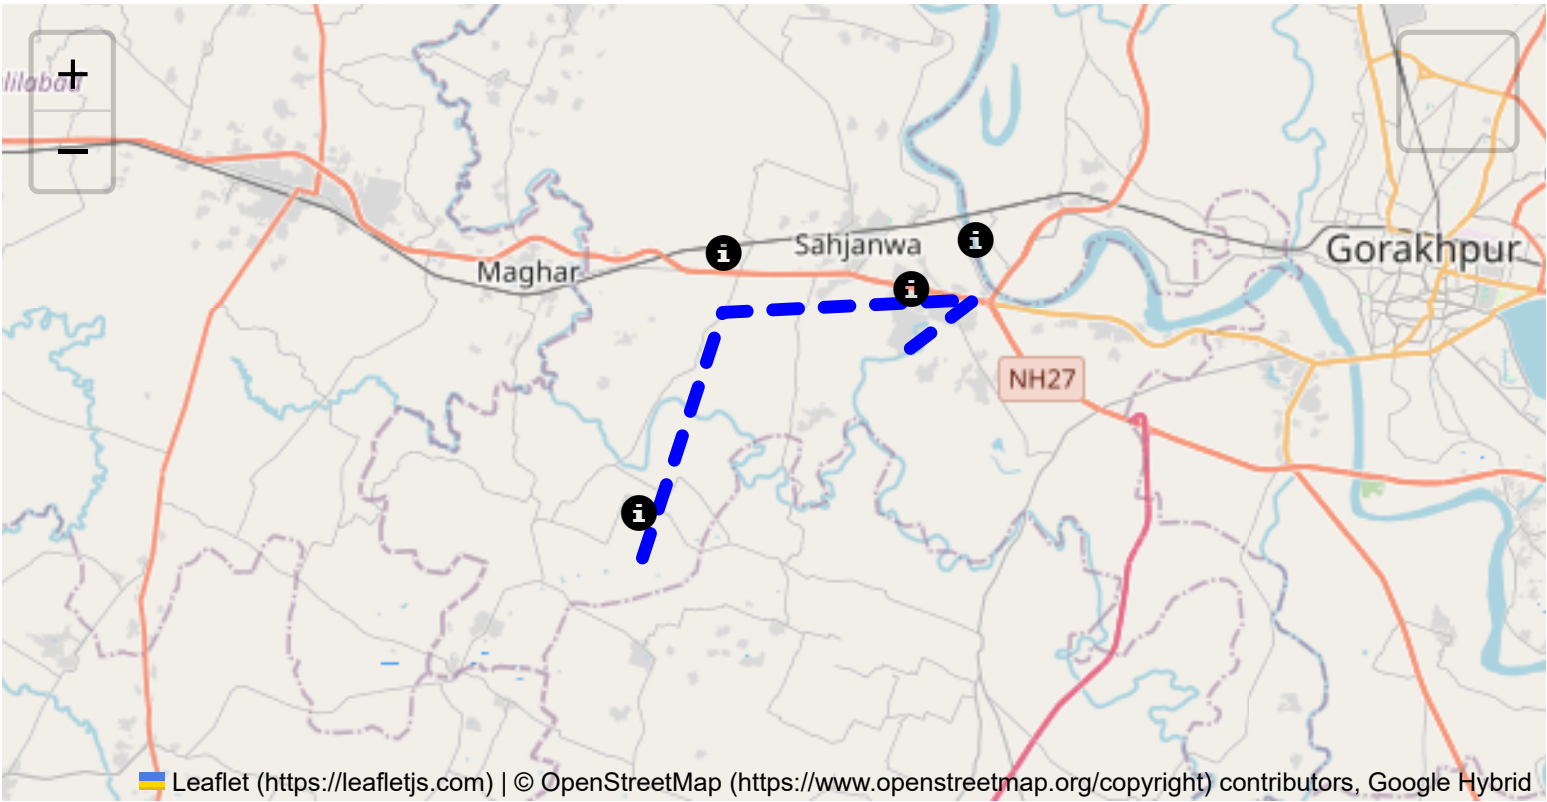 +
lilabad
−
Sahjanwa
Gorakhpur
Maghar
NH27
Leaflet (https://leafletjs.com) | © OpenStreetMap (https://www.openstreetmap.org/copyright) contributors, Google Hybrid